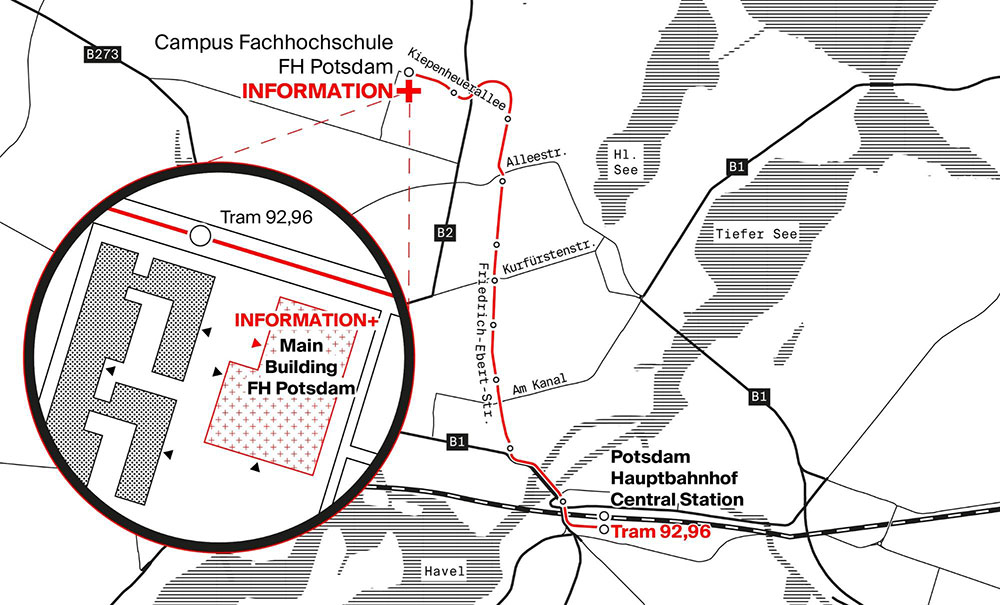 B273
Campus Fachhochschule
FH Potsdam
INFORMATION
Kiepenheuerallee
Alleestr.
Hl.
See
B1
Tiefer See
B2
Kurfürstenstr.
Friedrich-Ebert-Str.
Am Kanal
B1
B1
Tram 92,96
INFORMATION+
Main
Building
FH Potsdam
Potsdam
Hauptbahnhof
Central Station
Tram 92,96
Havel